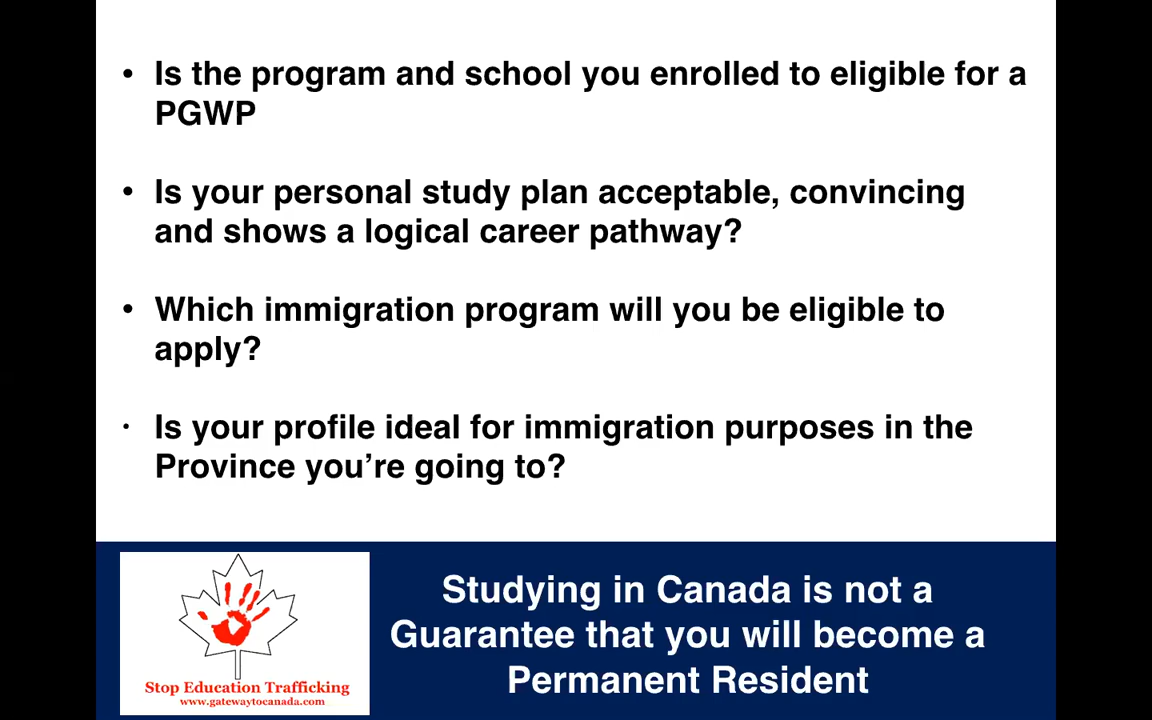 • Is the program and school you enrolled to eligible for a
PGWP
• Is your personal study plan acceptable, convincing
and shows a logical career pathway?
• Which immigration program will you be eligible to
apply?
• Is your profile ideal for immigration purposes in the
Province you’re going to?
Stop Education Trafficking
www.gatewaytocanada.com
Studying in Canada is not a
Guarantee that you will become a
Permanent Resident